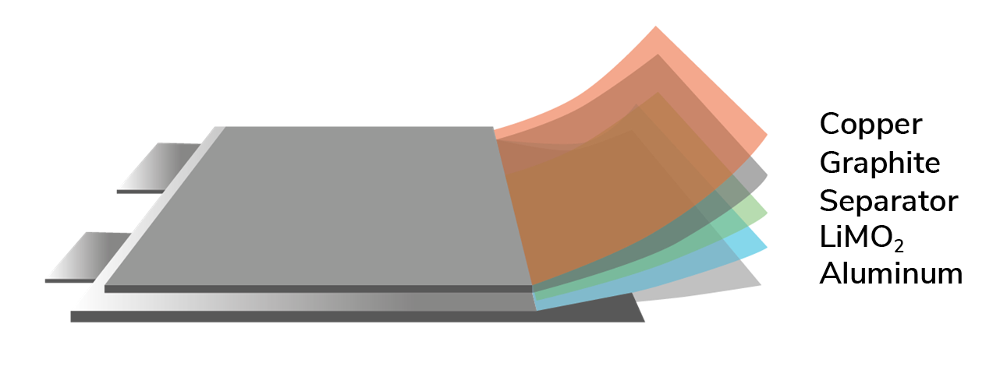 Copper
Graphite
Separator
LiMO₂
Aluminum